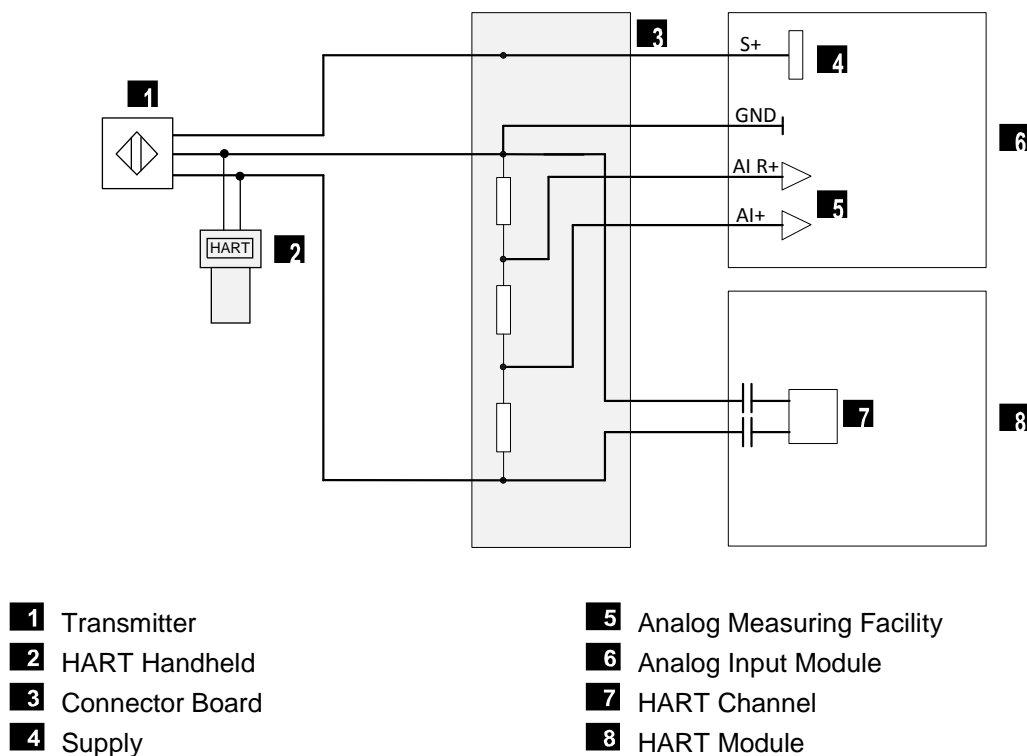 3
S+
4
1
GND
6
AI R+
5
AI+
HART
2
7
8
1 Transmitter
2 HART Handheld
3 Connector Board
4 Supply
5 Analog Measuring Facility
6 Analog Input Module
7 HART Channel
8 HART Module